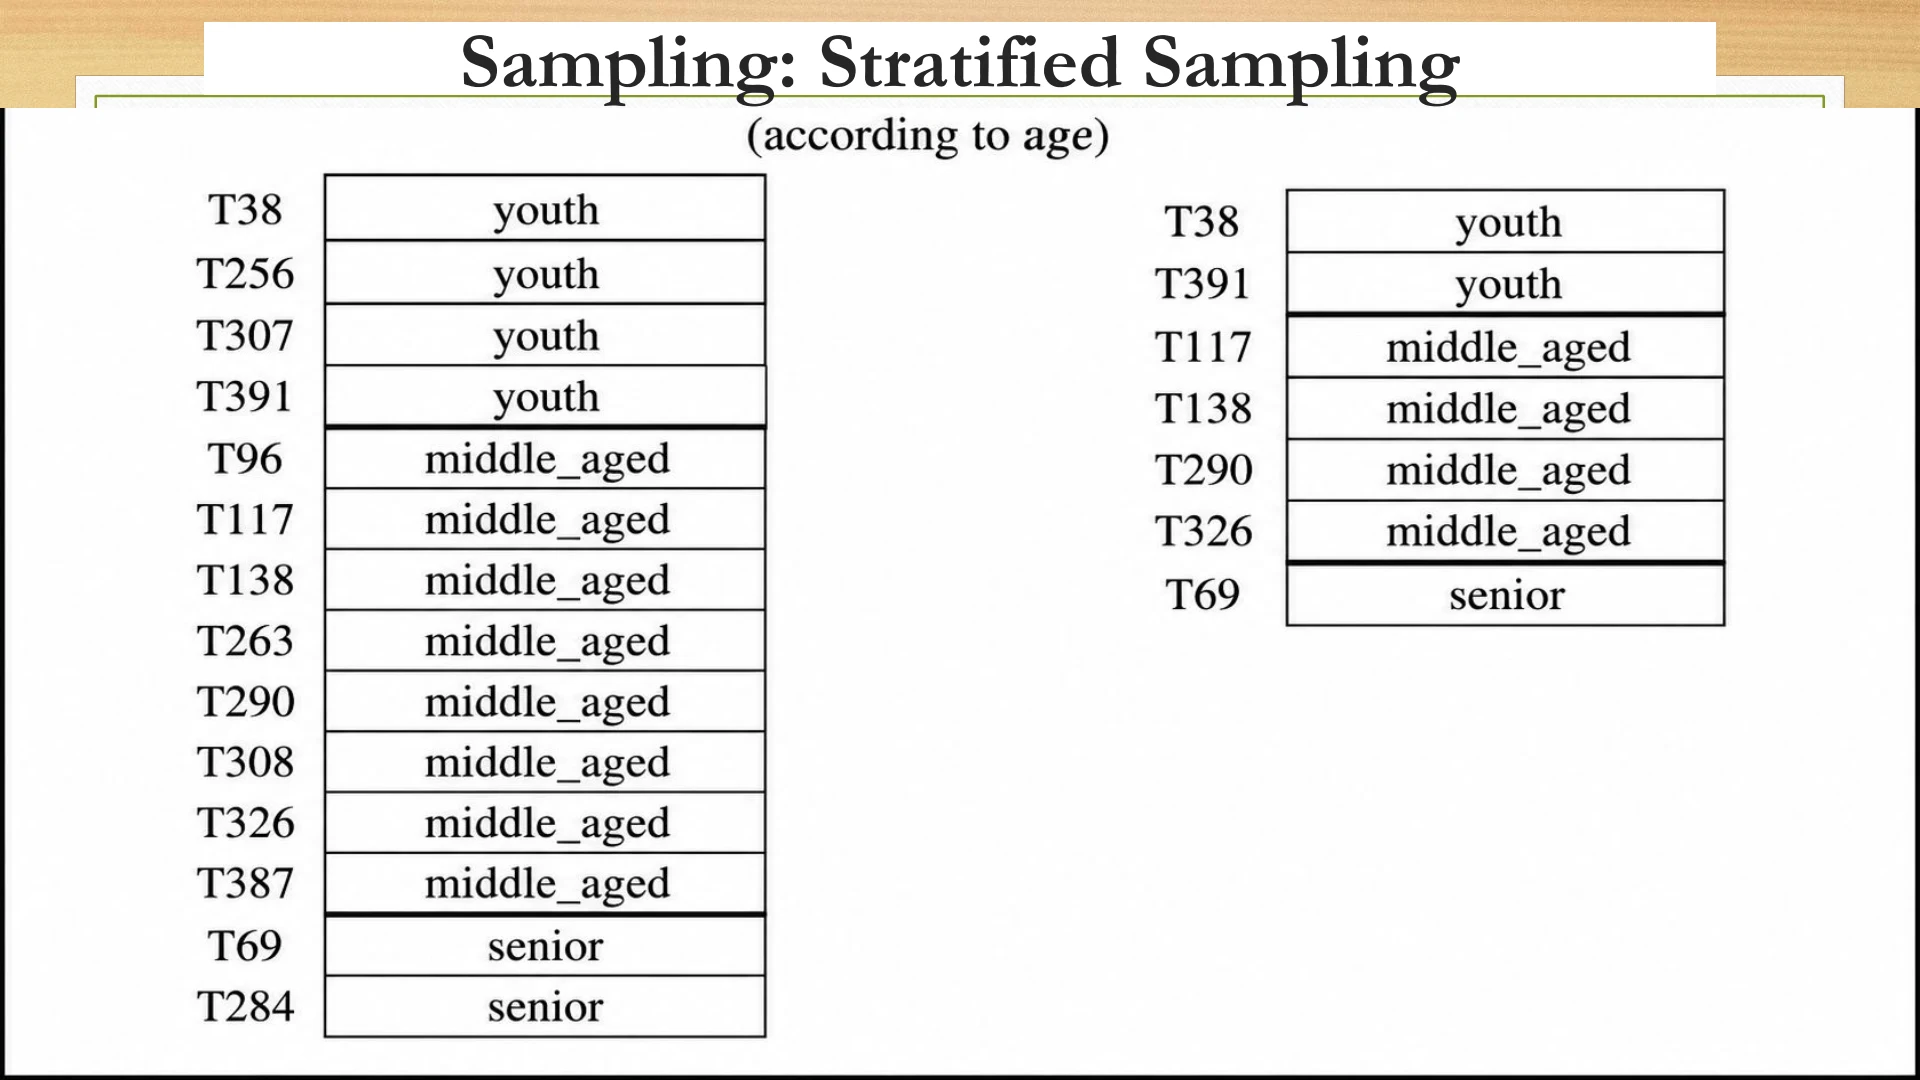 Sampling: Stratified Sampling
(according to age)
T38 youth
T256 youth
T307 youth
T391 youth
T96 middle_aged
T117 middle_aged
T138 middle_aged
T263 middle_aged
T290 middle_aged
T308 middle_aged
T326 middle_aged
T387 middle_aged
T69 senior
T284 senior
T38 youth
T391 youth
T117 middle_aged
T138 middle_aged
T290 middle_aged
T326 middle_aged
T69 senior